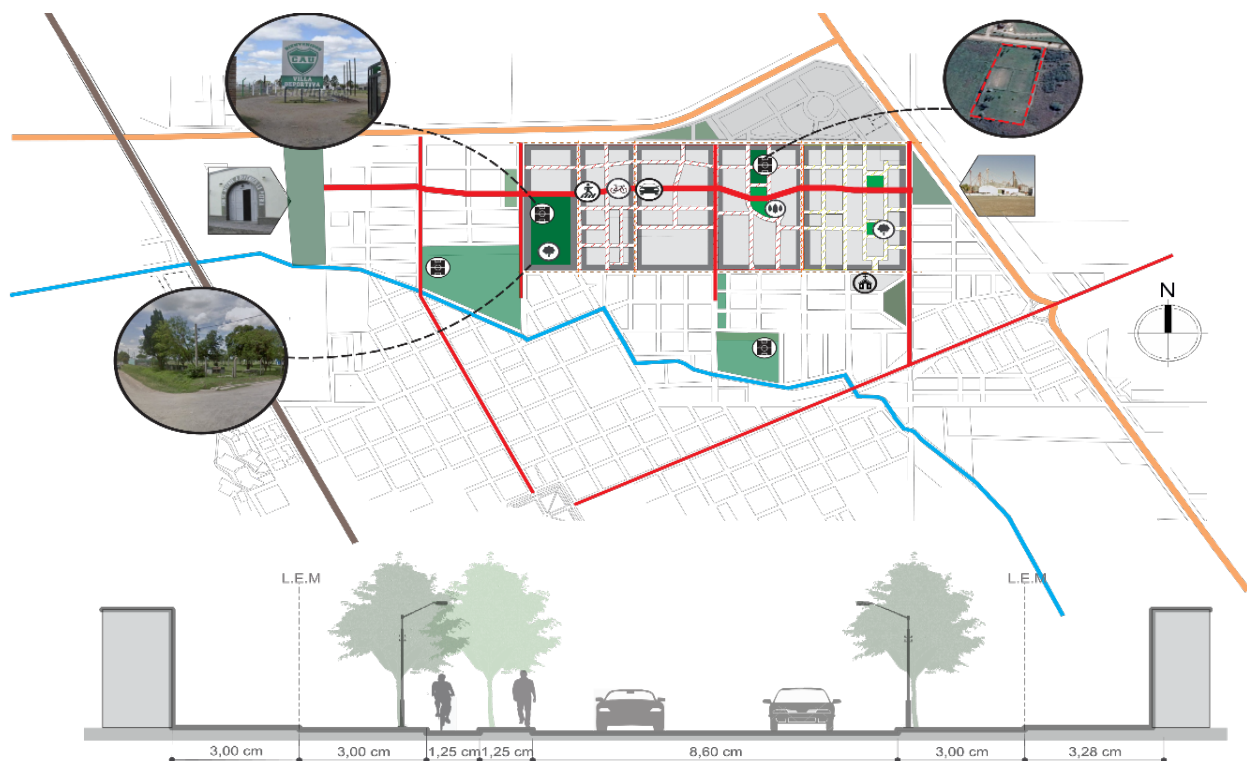 C A U
VILLA
DEPORTIVA
N
L.E.M
L.E.M
3,00 cm
3,00 cm
1,25 cm
1,25 cm
8,60 cm
3,00 cm
3,28 cm